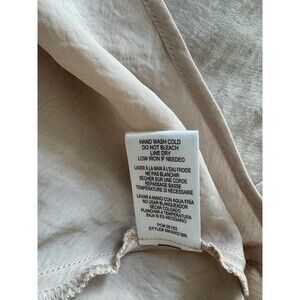 HAND WASH COLD
DO NOT BLEACH
LINE DRY
LOW IRON IF NEEDED
LAVER À LA MAIN À L'EAU FROIDE
NE PAS BLANCHIR
SÉCHER SUR UNE CORDE
REPASSAGE BASSE
TEMPÉRATURE SI NÉCESSAIRE
LAVAR A MANO CON AGUA FRÍA
NO USAR BLANQUEADOR
SECAR COLGADO
PLANCHAR A TEMPERATURA
BAJA SI ES NECESARIO